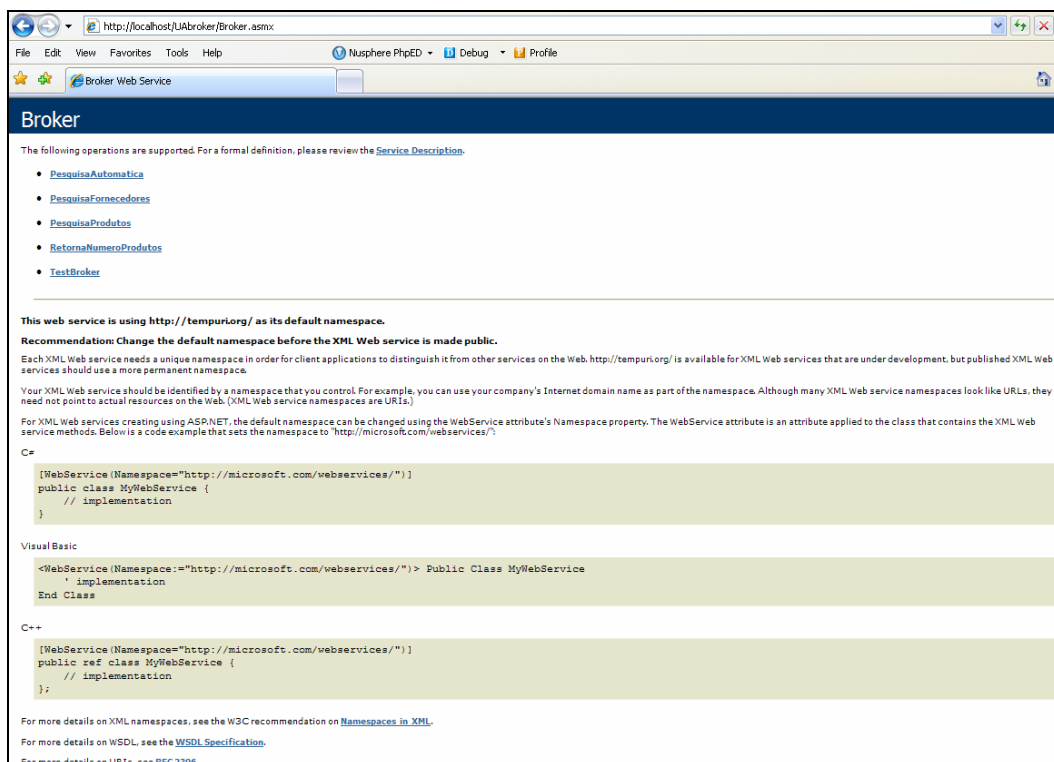 http://localhost/UAbroker/Broker.asmx
File Edit View Favorites Tools Help Nusphere PhpED Debug Profile
Broker Web Service
Broker
The following operations are supported. For a formal definition, please review the Service Description.
PesquisaAutomatica
PesquisaFornecedores
PesquisaProdutos
RetornaNumeroProdutos
TestBroker
This web service is using http://tempuri.org/ as its default namespace.
Recommendation: Change the default namespace before the XML Web service is made public.
Each XML Web service needs a unique namespace in order for client applications to distinguish it from other services on the Web. http://tempuri.org/ is available for XML Web services that are under development, but published XML Web
services should use a more permanent namespace.
Your XML Web service should be identified by a namespace that you control. For example, you can use your company's Internet domain name as part of the namespace. Although many XML Web service namespaces look like URLs, they
need not point to actual resources on the Web. (XML Web service namespaces are URIs.)
For XML Web services creating using ASP.NET, the default namespace can be changed using the WebService attribute's Namespace property. The WebService attribute is an attribute applied to the class that contains the XML Web
service methods. Below is a code example that sets the namespace to "http://microsoft.com/webservices/":
C#
[WebService(Namespace="http://microsoft.com/webservices/")]
public class MyWebService {
// implementation
}
Visual Basic
<WebService(Namespace:="http://microsoft.com/webservices/")> Public Class MyWebService
' implementation
End Class
C++
[WebService(Namespace="http://microsoft.com/webservices/")]
public ref class MyWebService {
// implementation
};
For more details on XML namespaces, see the W3C recommendation on Namespaces in XML.
For more details on WSDL, see the WSDL Specification.
For more details on URIs, see RFC 2396.